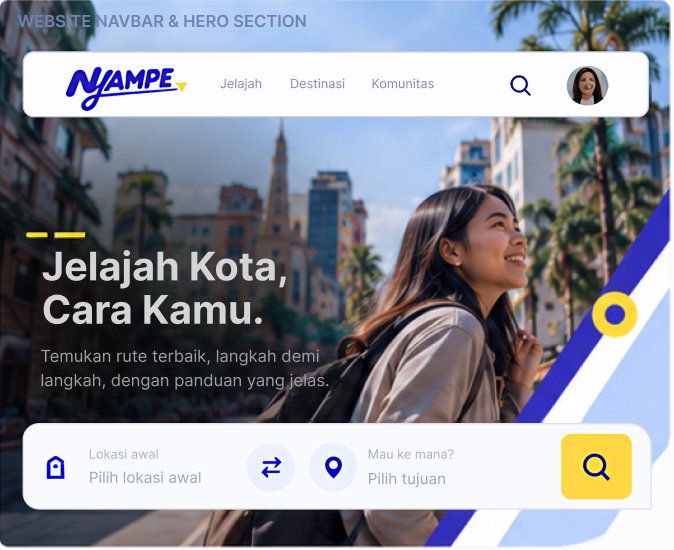 WEBSITE NAVBAR & HERO SECTION
NYAMPE
Jelajah
Destinasi
Komunitas
Jelajah Kota,
Cara Kamu.
Temukan rute terbaik, langkah demi
langkah, dengan panduan yang jelas.
Lokasi awal
Pilih lokasi awal
Mau ke mana?
Pilih tujuan